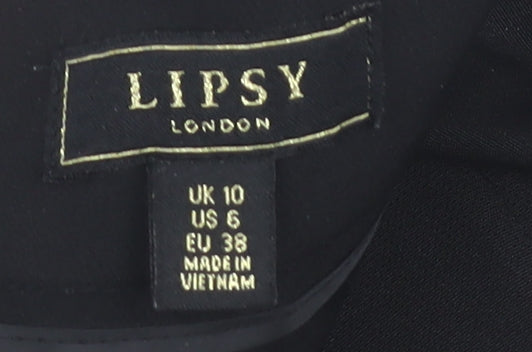 LIPSY
LONDON
UK 10
US 6
EU 38
MADE IN
VIETNAM